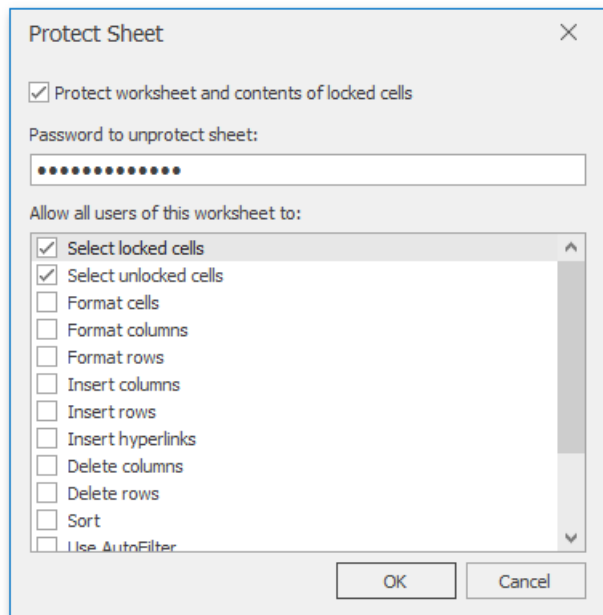 Protect Sheet
Protect worksheet and contents of locked cells
Password to unprotect sheet:
•••••••••••••
Allow all users of this worksheet to:
Select locked cells
Select unlocked cells
Format cells
Format columns
Format rows
Insert columns
Insert rows
Insert hyperlinks
Delete columns
Delete rows
Sort
Use AutoFilter
OK
Cancel